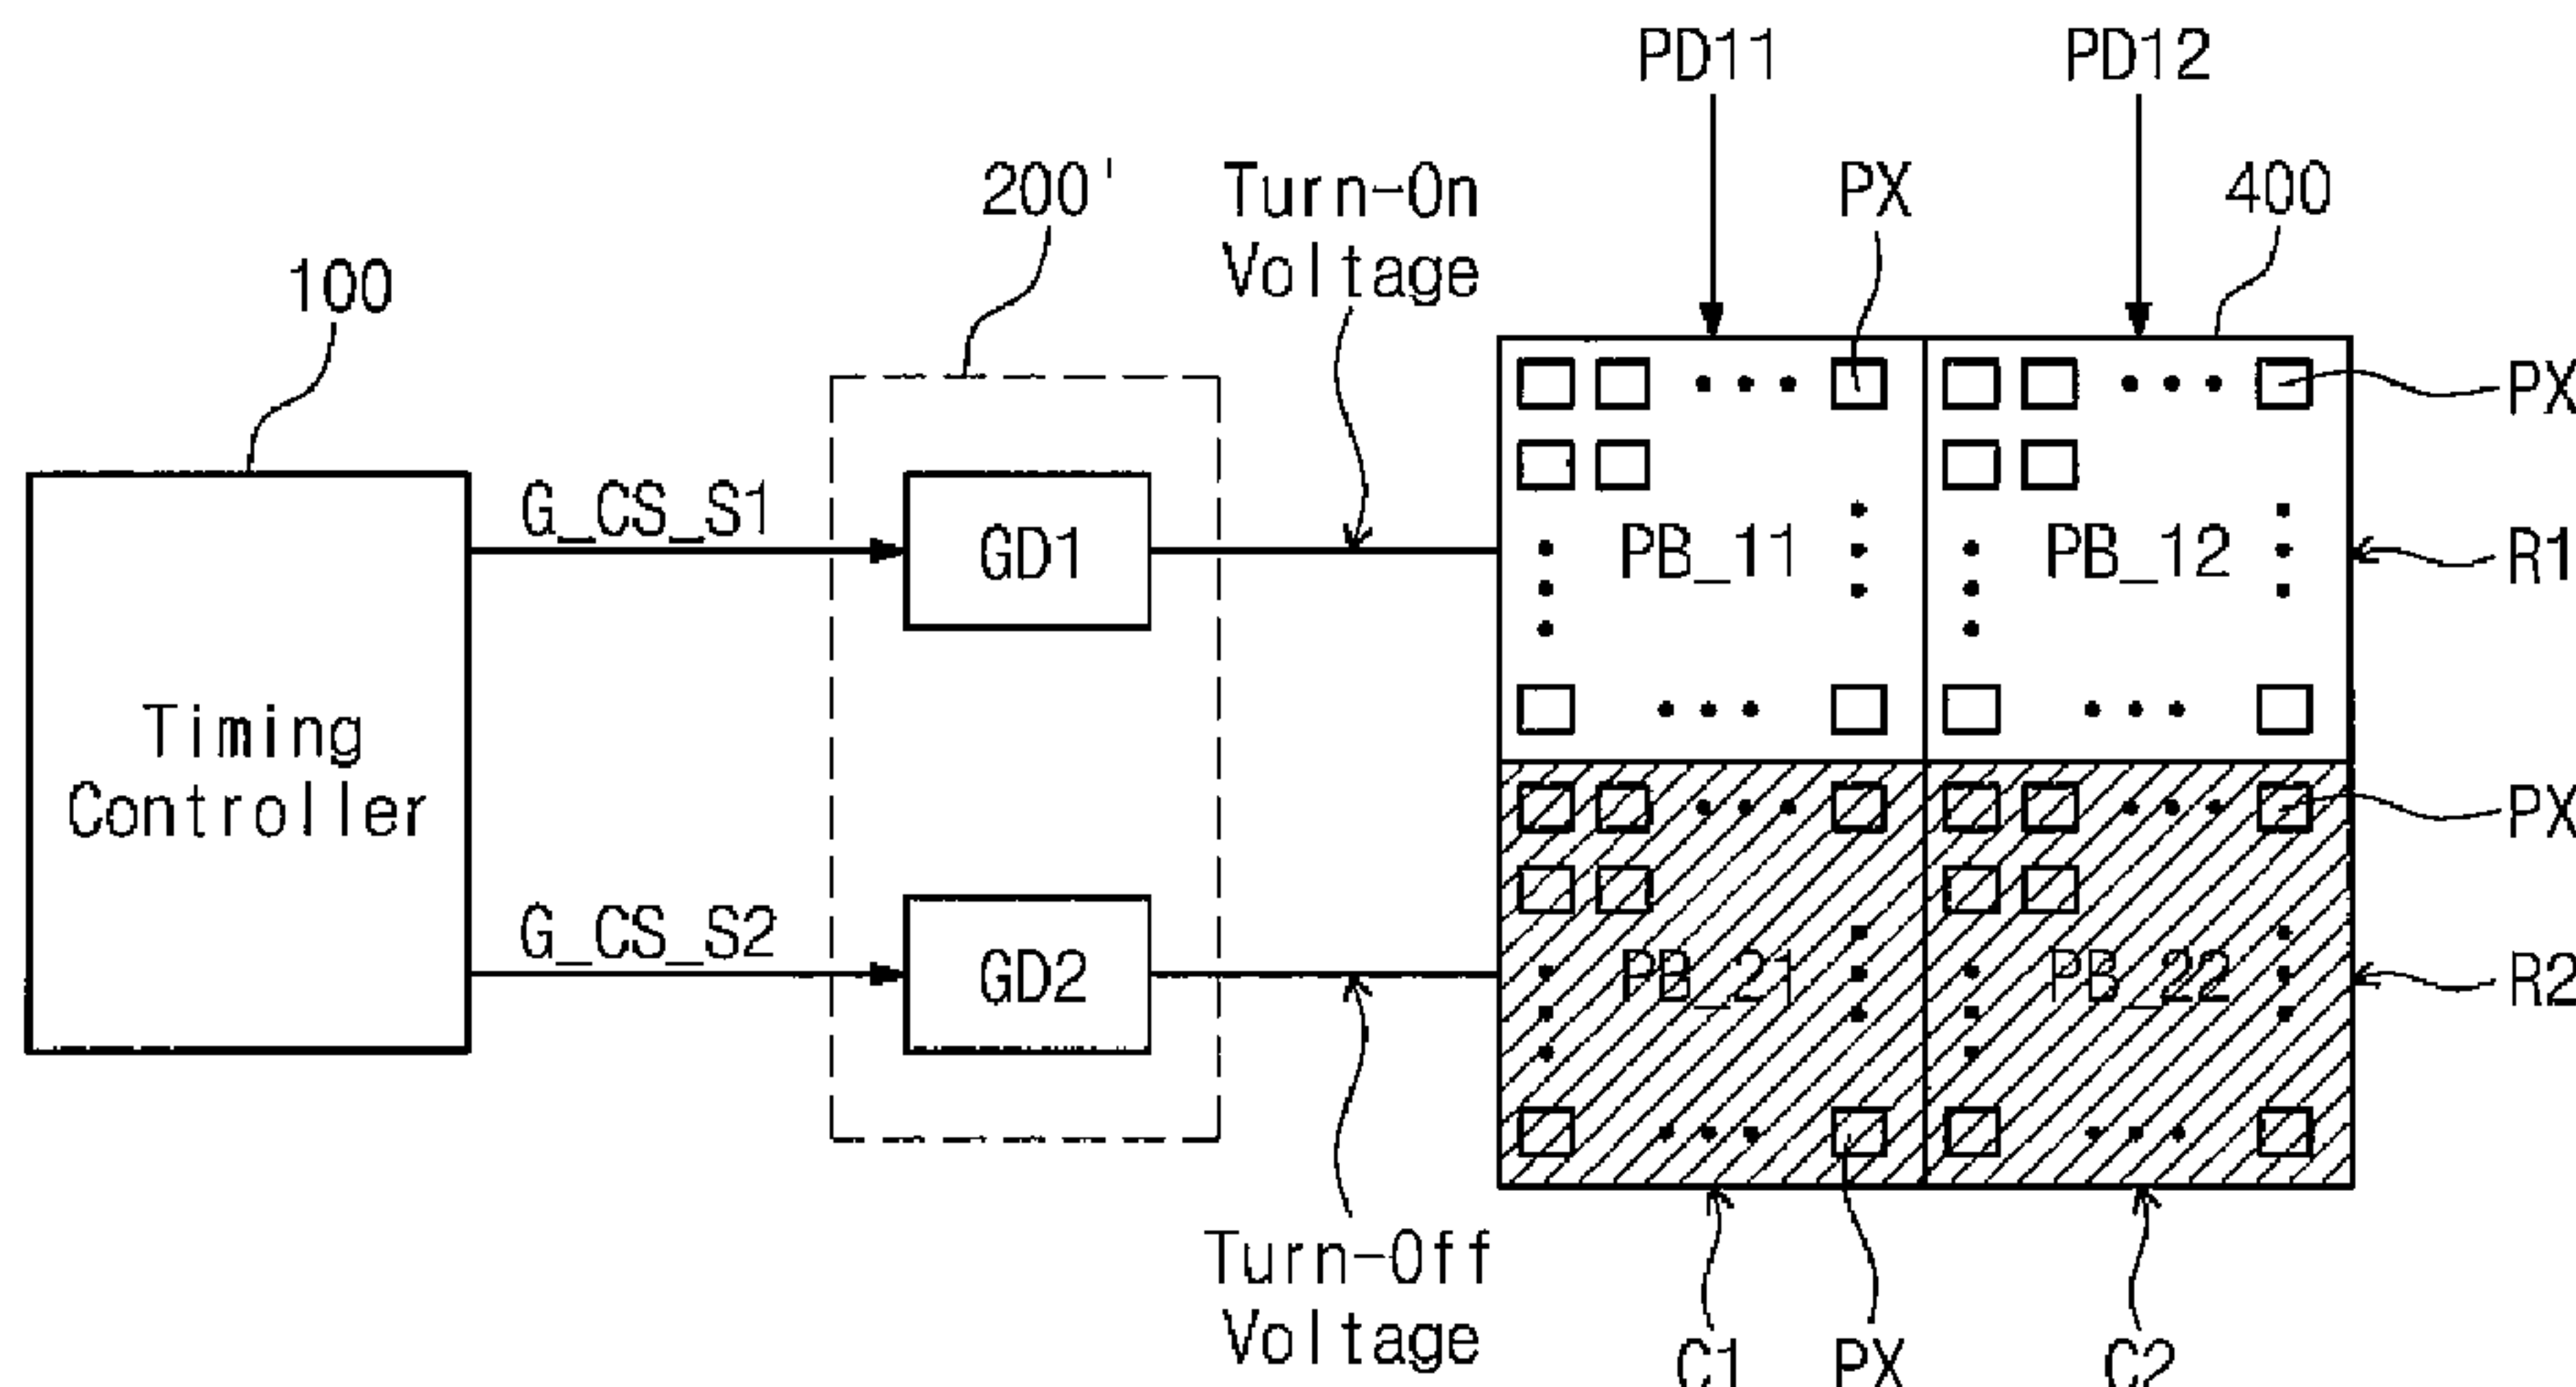 PD11 PD12
200' Turn-On Voltage PX 400
100
PX
G_CS_S1 GD1 PB_11 PB_12 R1
Timing
Controller
PX
G_CS_S2 GD2 PB_21 PB_22 R2
Turn-Off
Voltage
C1 PX C2